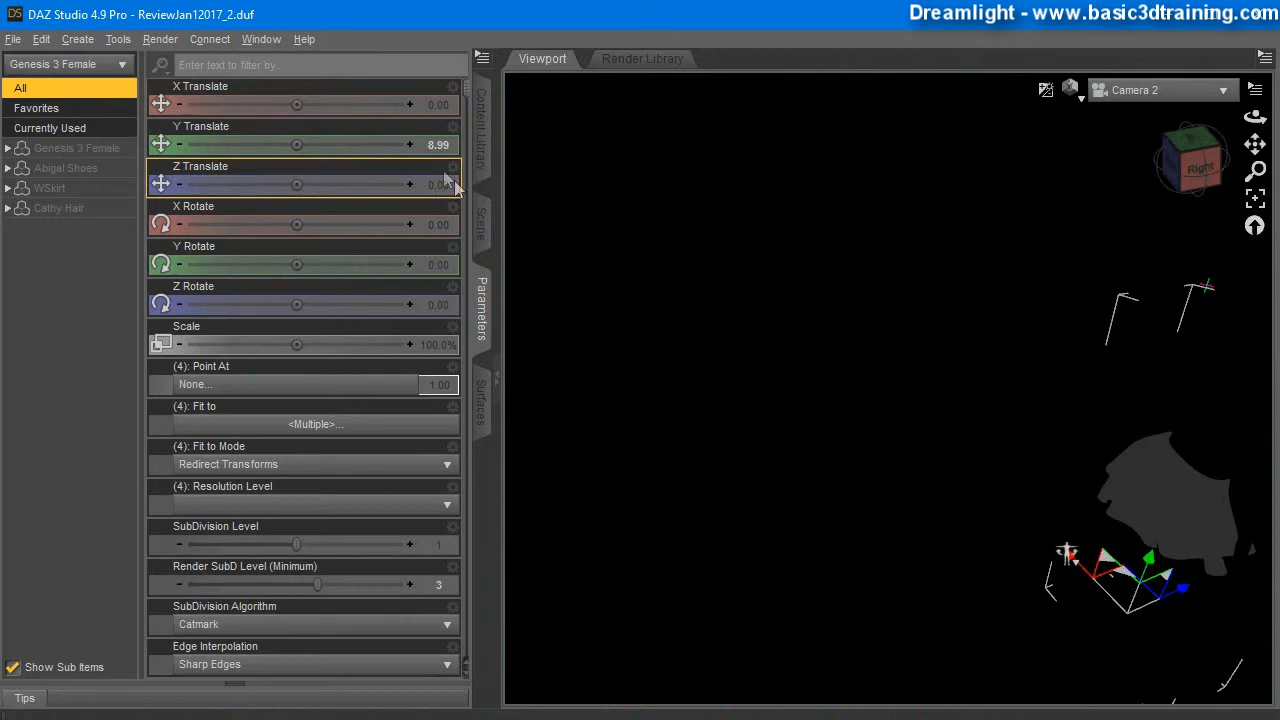 DAZ Studio 4.9 Pro - ReviewJan12017_2.duf
Dreamlight - www.basic3dtraining.com
File Edit Create Tools Render Connect Window Help
Genesis 3 Female
Enter text to filter by..
Viewport
Render Library
All
Favorites
Currently Used
Genesis 3 Female
Abigal Shoes
WSkirt
Cathy Hair
X Translate
0.00
Y Translate
8.99
Z Translate
0.00
X Rotate
0.00
Y Rotate
0.00
Z Rotate
0.00
Scale
100.0%
(4): Point At
None...
1.00
(4): Fit to
<Multiple>...
(4): Fit to Mode
Redirect Transforms
(4): Resolution Level
SubDivision Level
1
Render SubD Level (Minimum)
3
SubDivision Algorithm
Catmark
Edge Interpolation
Sharp Edges
Content Library
Scene
Parameters
Surfaces
Camera 2
Right
Show Sub Items
Tips